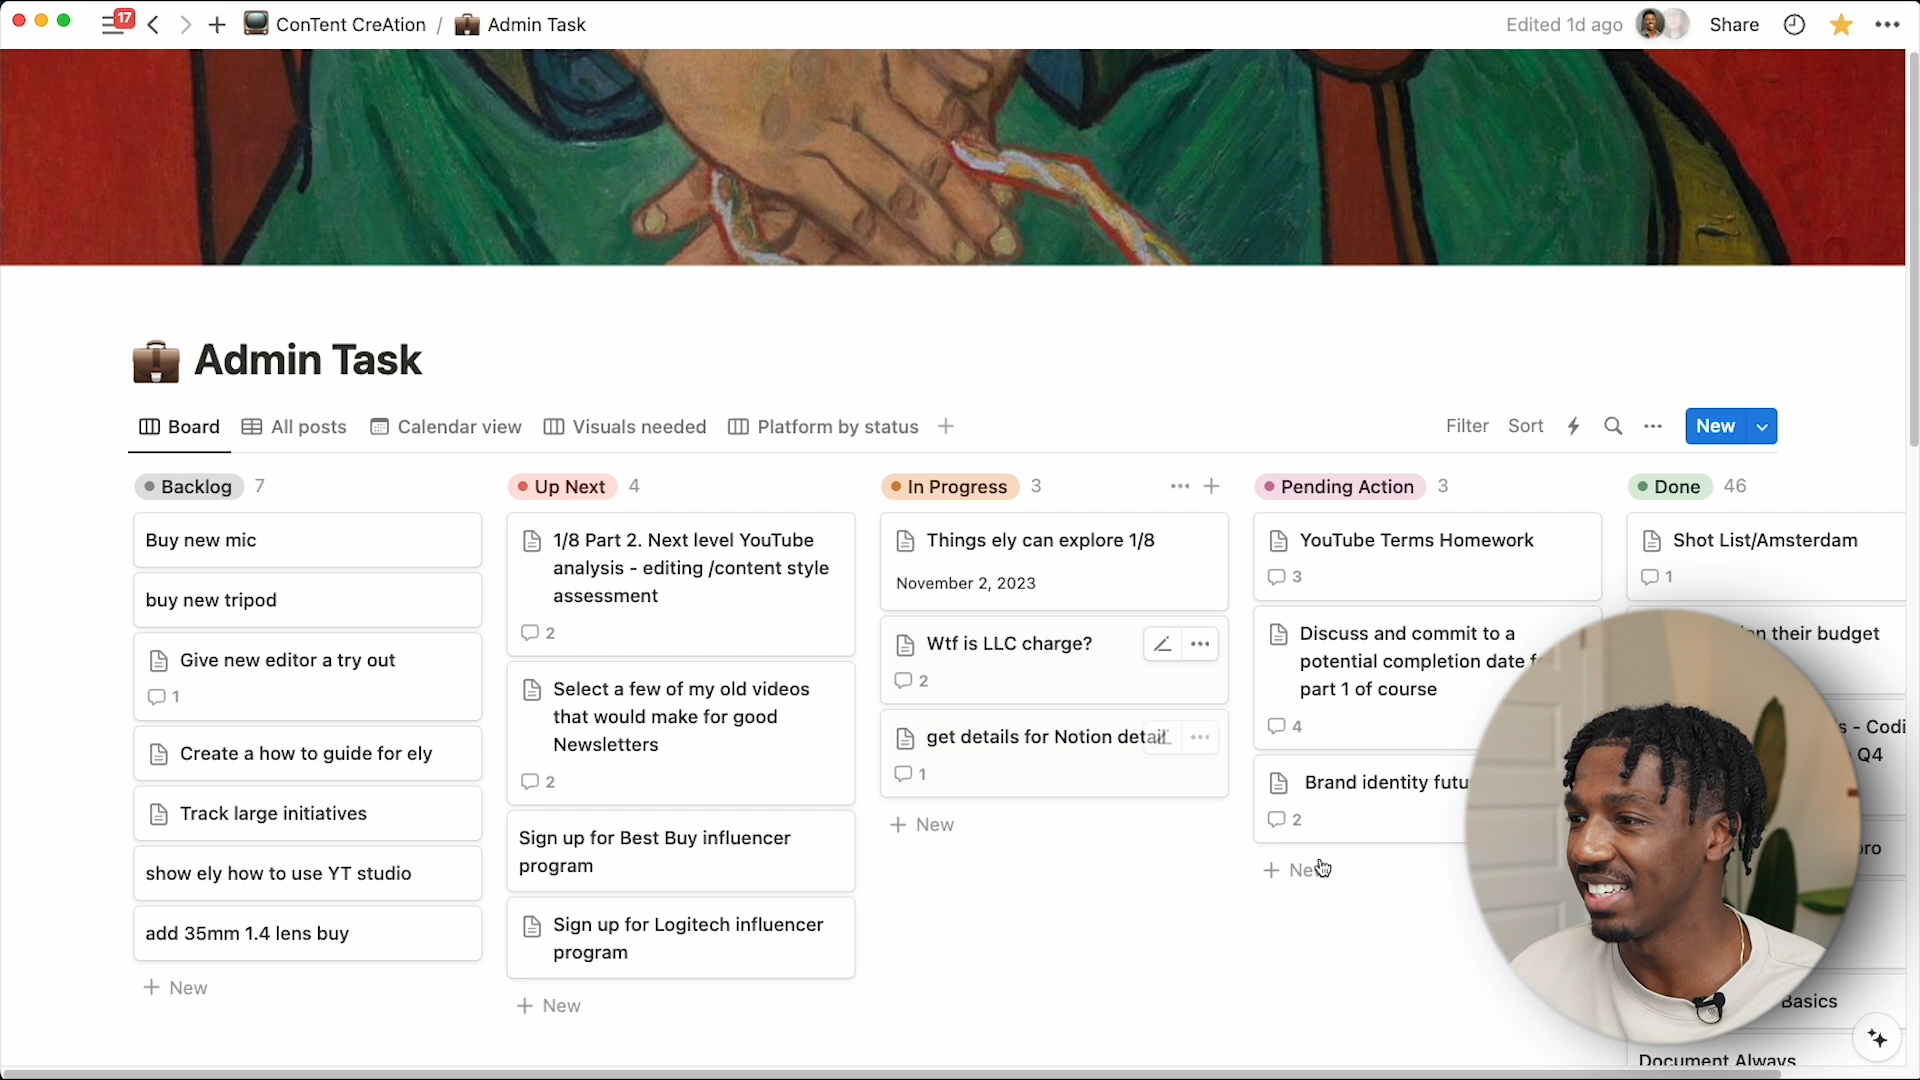 17
ConTent CreAtion / Admin Task
Edited 1d ago
Share
Admin Task
Board
All posts
Calendar view
Visuals needed
Platform by status
Filter
Sort
New
Backlog 7
Buy new mic
buy new tripod
Give new editor a try out
1
Create a how to guide for ely
Track large initiatives
show ely how to use YT studio
add 35mm 1.4 lens buy
New
Up Next 4
1/8 Part 2. Next level YouTube
analysis - editing /content style
assessment
2
Select a few of my old videos
that would make for good
Newsletters
2
Sign up for Best Buy influencer
program
Sign up for Logitech influencer
program
New
In Progress 3
Things ely can explore 1/8
November 2, 2023
Wtf is LLC charge?
2
get details for Notion detail
1
New
Pending Action 3
YouTube Terms Homework
3
Discuss and commit to a
potential completion date
part 1 of course
4
Brand identity
2
New
Done 46
Shot List/Amsterdam
1
their budget
Q4
Basics
Document Always